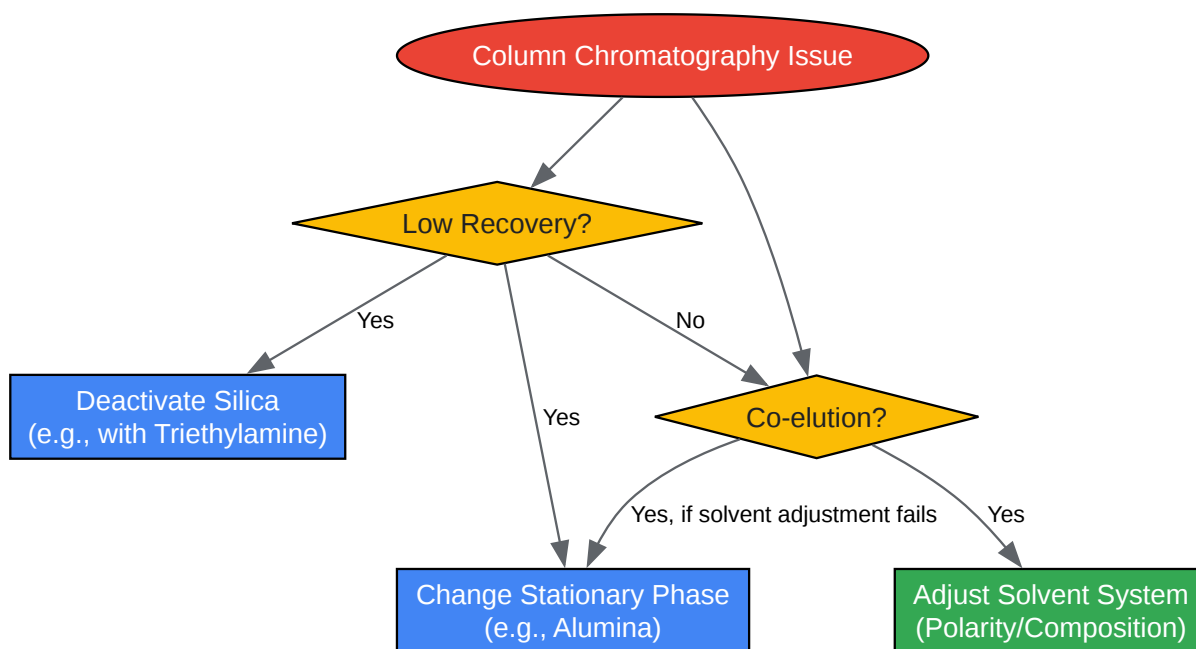 Column Chromatography Issue
Low Recovery?
Yes
No
Deactivate Silica
(e.g., with Triethylamine)
Yes
Co-elution?
Yes, if solvent adjustment fails
Yes
Change Stationary Phase
(e.g., Alumina)
Adjust Solvent System
(Polarity/Composition)